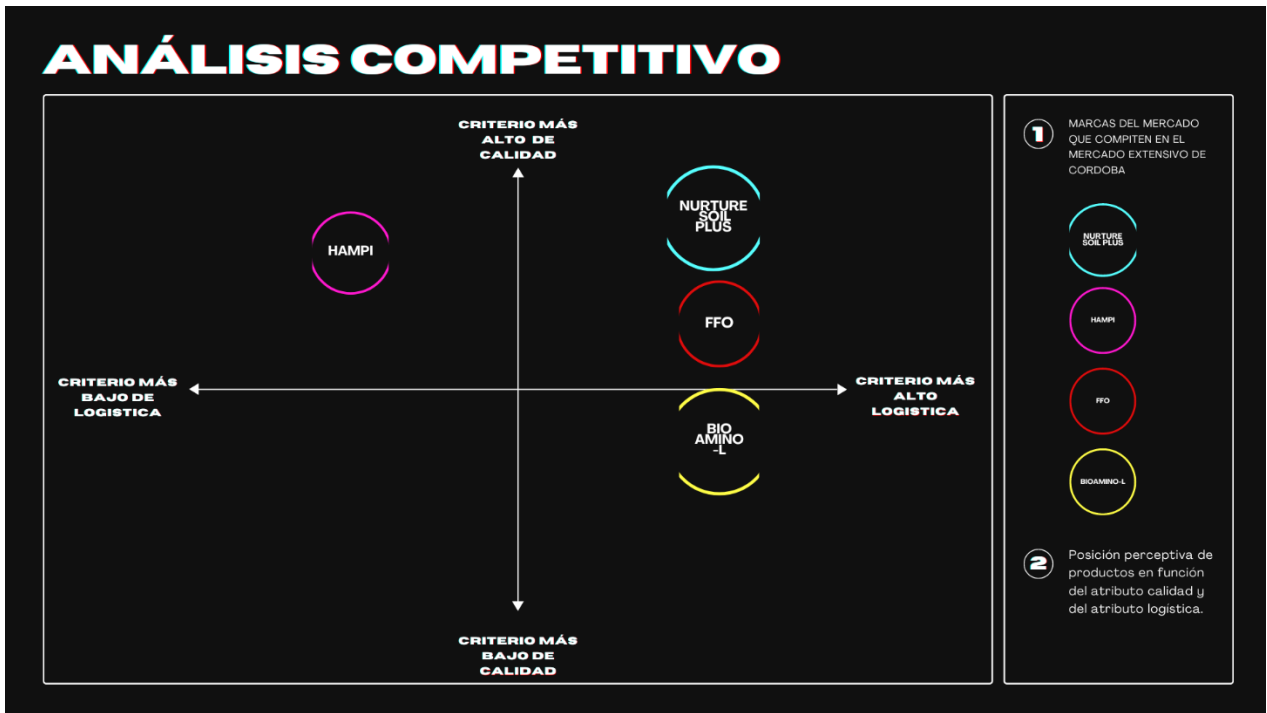 ANÁLISIS COMPETITIVO
CRITERIO MÁS
ALTO DE
CALIDAD
NURTURE
SOIL
PLUS
HAMPI
FFO
CRITERIO MÁS
BAJO DE
LOGISTICA
CRITERIO MÁS
ALTO
LOGISTICA
BIO
AMINO
-L
CRITERIO MÁS
BAJO DE
CALIDAD
1
MARCAS DEL MERCADO
QUE COMPITEN EN EL
MERCADO EXTENSIVO DE
CORDOBA
NURTURE
SOIL PLUS
HAMPI
FFO
BIOAMINO-L
2
Posición perceptiva de
productos en función
del atributo calidad y
del atributo logística.